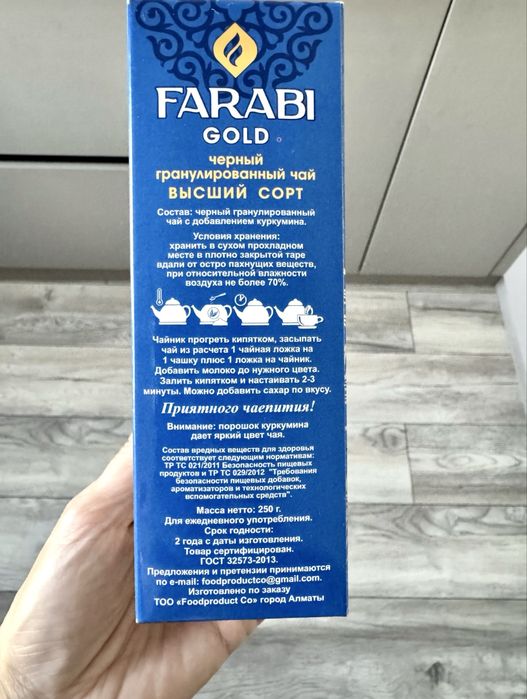 FARABI
GOLD
черный
гранулированный чай
ВЫСШИЙ СОРТ
Состав: черный гранулированный
чай с добавлением куркумина.
Условия хранения:
хранить в сухом прохладном
месте в плотно закрытой таре
вдали от остро пахнущих веществ,
при относительной влажности
воздуха не более 70%.
Чайник прогреть кипятком, засыпать
чай из расчета 1 чайная ложка на
1 чашку плюс 1 ложка на чайник.
Добавить молоко до нужного цвета.
Залить кипятком и настаивать 2-3
минуты. Можно добавить сахар по вкусу.
Приятного чаепития!
Внимание: порошок куркумина
дает яркий цвет чая.
Состав вредных веществ для здоровья
соответствует следующим нормативам:
ТР ТС 021/2011 Безопасность пищевых
продуктов и ТР ТС 029/2012 "Требования
безопасности пищевых добавок,
ароматизаторов и технологических
вспомогательных средств".
Масса нетто: 250 г.
Для ежедневного употребления.
Срок годности:
2 года с даты изготовления.
Товар сертифицирован.
ГОСТ 32573-2013.
Предложения и претензии принимаются
по e-mail: foodproductco@gmail.com.
Изготовлено по заказу
ТОО «Foodproduct Co» город Алматы